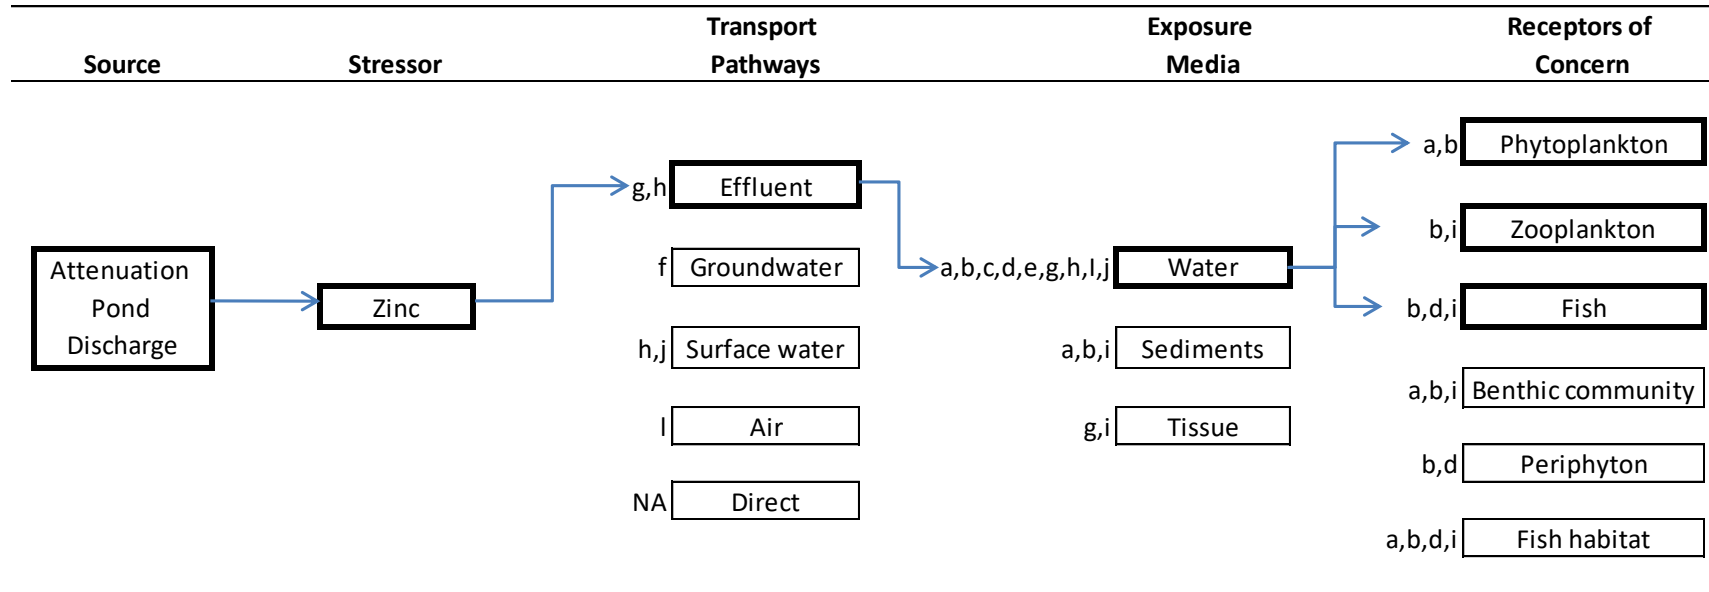 Source
Stressor
Transport
Pathways
Exposure
Media
Receptors of
Concern
Attenuation
Pond
Discharge
Zinc
g,h Effluent
f Groundwater
h,j Surface water
I Air
NA Direct
a,b,c,d,e,g,h,I,j Water
a,b,i Sediments
g,i Tissue
a,b Phytoplankton
b,i Zooplankton
b,d,i Fish
a,b,i Benthic community
b,d Periphyton
a,b,d,i Fish habitat